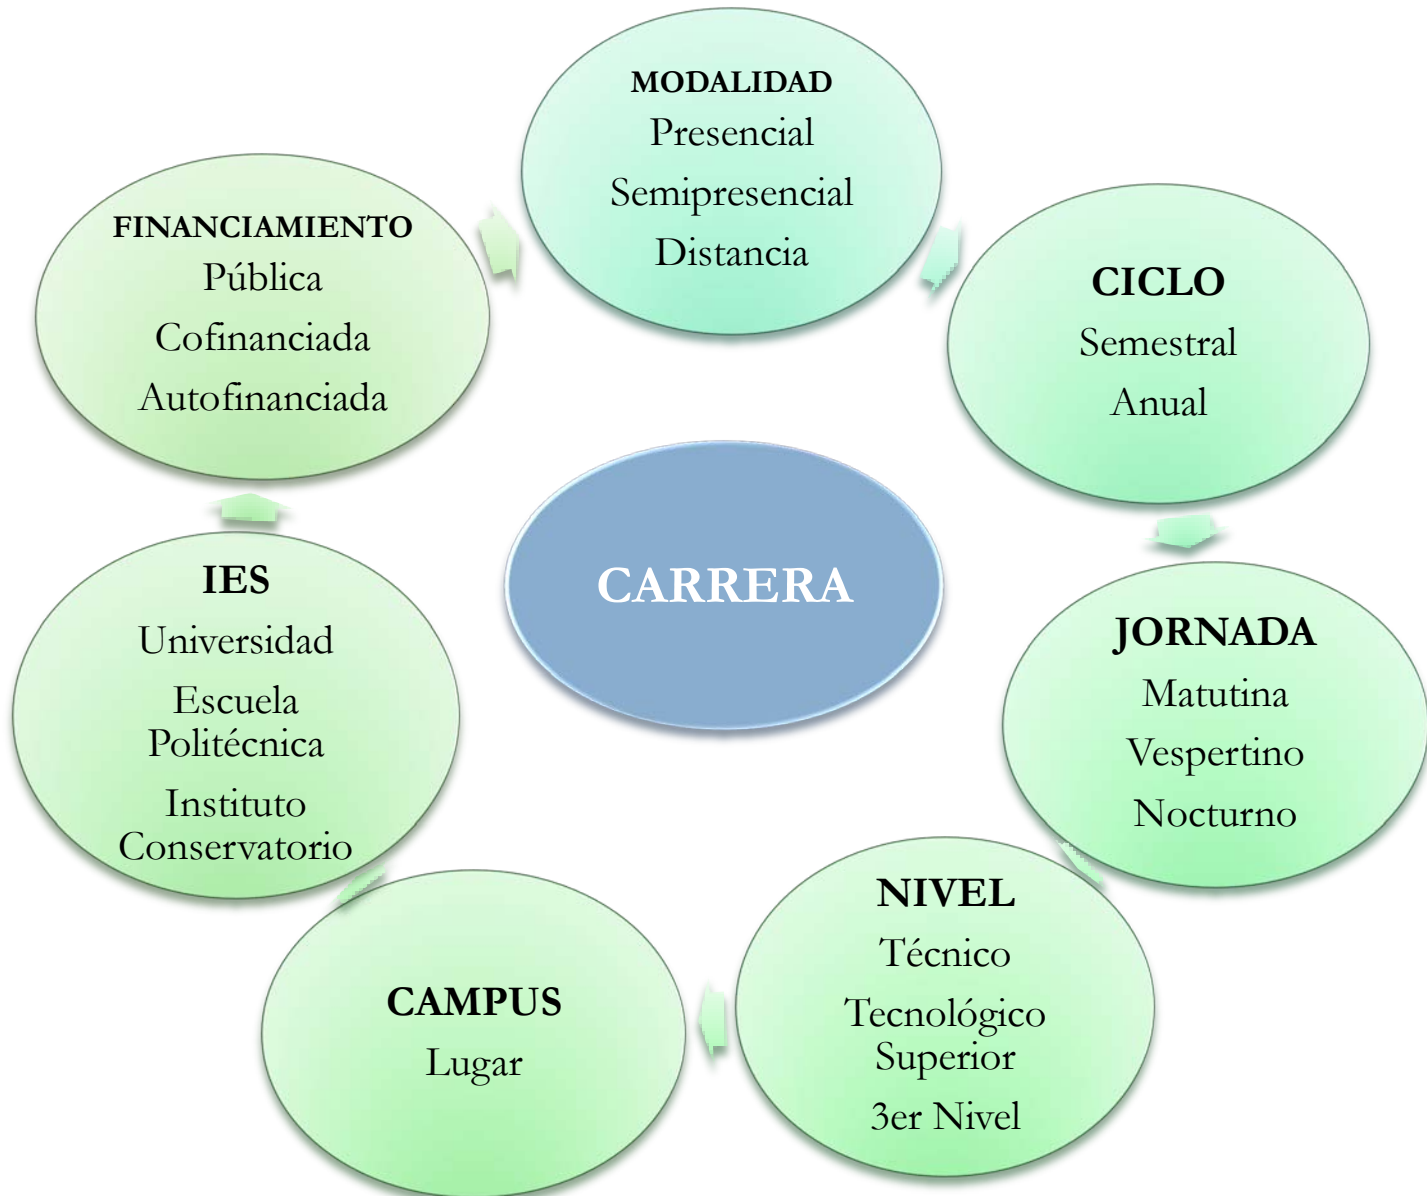 MODALIDAD
Presencial
Semipresencial
Distancia
CICLO
Semestral
Anual
JORNADA
Matutina
Vespertino
Nocturno
NIVEL
Técnico
Tecnológico
Superior
3er Nivel
CAMPUS
Lugar
IES
Universidad
Escuela
Politécnica
Instituto
Conservatorio
FINANCIAMIENTO
Pública
Cofinanciada
Autofinanciada
CARRERA